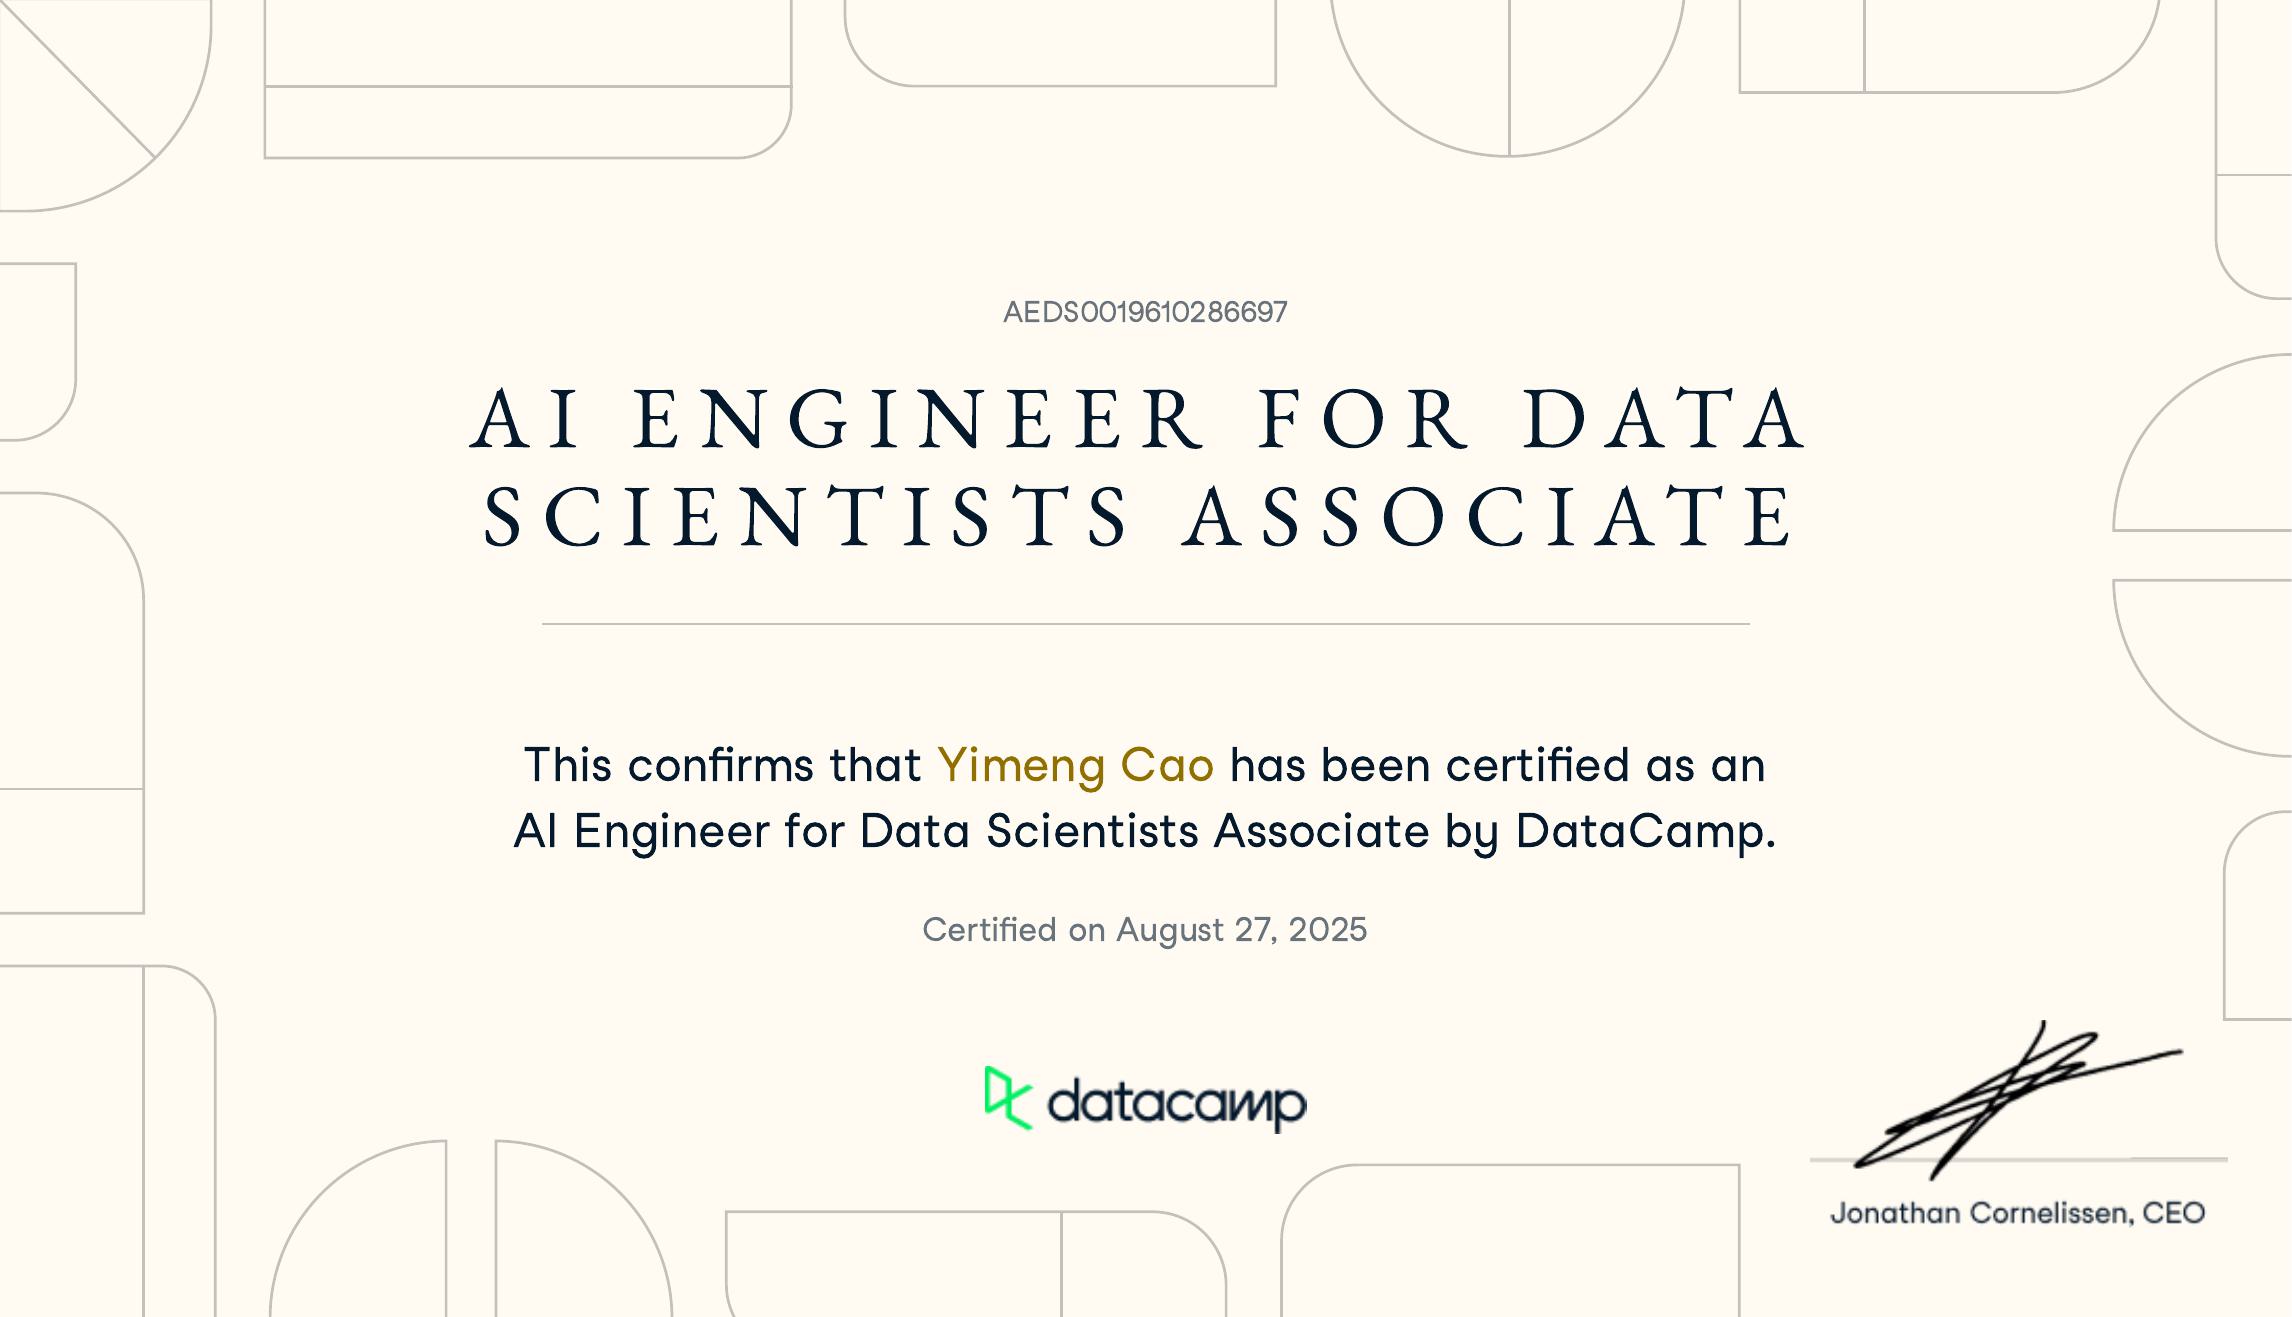 AEDS0019610286697
AI ENGINEER FOR DATA
SCIENTISTS ASSOCIATE
This confirms that Yimeng Cao has been certified as an
AI Engineer for Data Scientists Associate by DataCamp.
Certified on August 27, 2025
datacamp
Jonathan Cornelissen, CEO